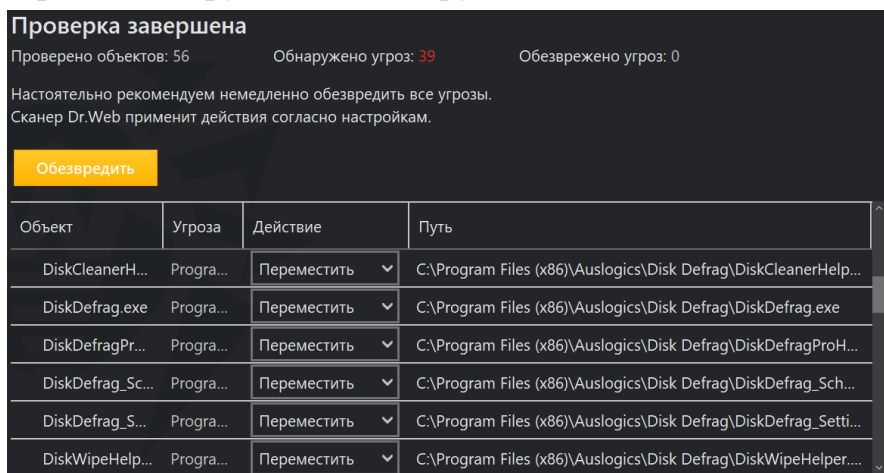 Проверка завершена
Проверено объектов: 56 Обнаружено угроз: 39 Обезврежено угроз: 0
Настоятельно рекомендуем немедленно обезвредить все угрозы.
Сканер Dr.Web применит действия согласно настройкам.
Обезвредить
Объект Угроза Действие Путь
DiskCleanerH... Progra... Переместить C:\Program Files (x86)\Auslogics\Disk Defrag\DiskCleanerHelp...
DiskDefrag.exe Progra... Переместить C:\Program Files (x86)\Auslogics\Disk Defrag\DiskDefrag.exe
DiskDefragPr... Progra... Переместить C:\Program Files (x86)\Auslogics\Disk Defrag\DiskDefragProH...
DiskDefrag_Sc... Progra... Переместить C:\Program Files (x86)\Auslogics\Disk Defrag\DiskDefrag_Sch...
DiskDefrag_S... Progra... Переместить C:\Program Files (x86)\Auslogics\Disk Defrag\DiskDefrag_Setti...
DiskWipeHelp... Progra... Переместить C:\Program Files (x86)\Auslogics\Disk Defrag\DiskWipeHelper....